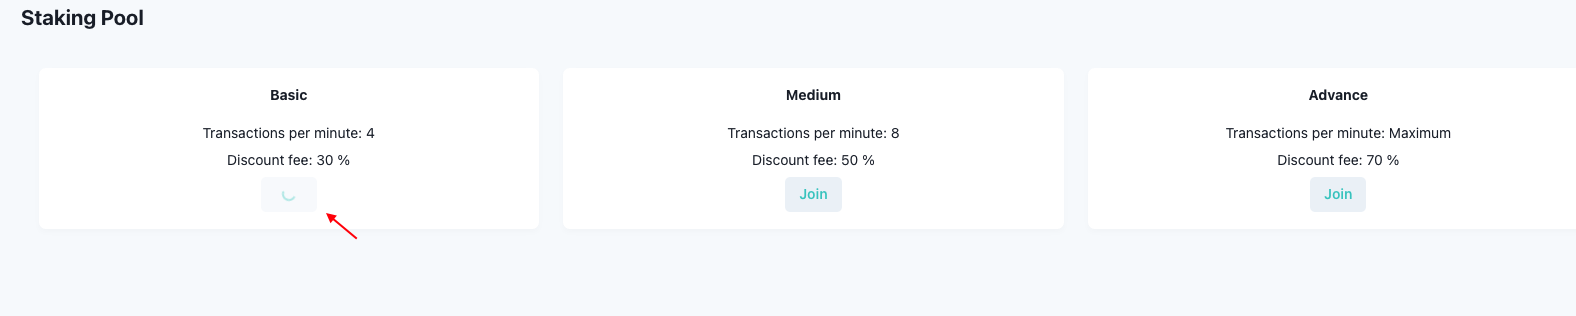 Staking Pool
Basic
Transactions per minute: 4
Discount fee: 30 %
Medium
Transactions per minute: 8
Discount fee: 50 %
Join
Advance
Transactions per minute: Maximum
Discount fee: 70 %
Join